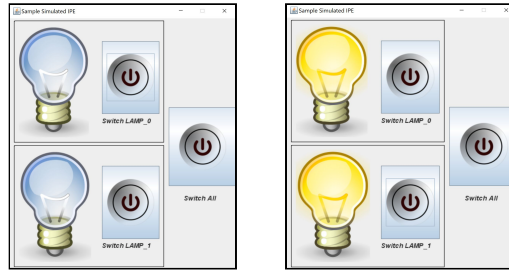 Sample Simulated IPE
Switch LAMP_0
Switch All
Switch LAMP_1
Sample Simulated IPE
Switch LAMP_0
Switch All
Switch LAMP_1